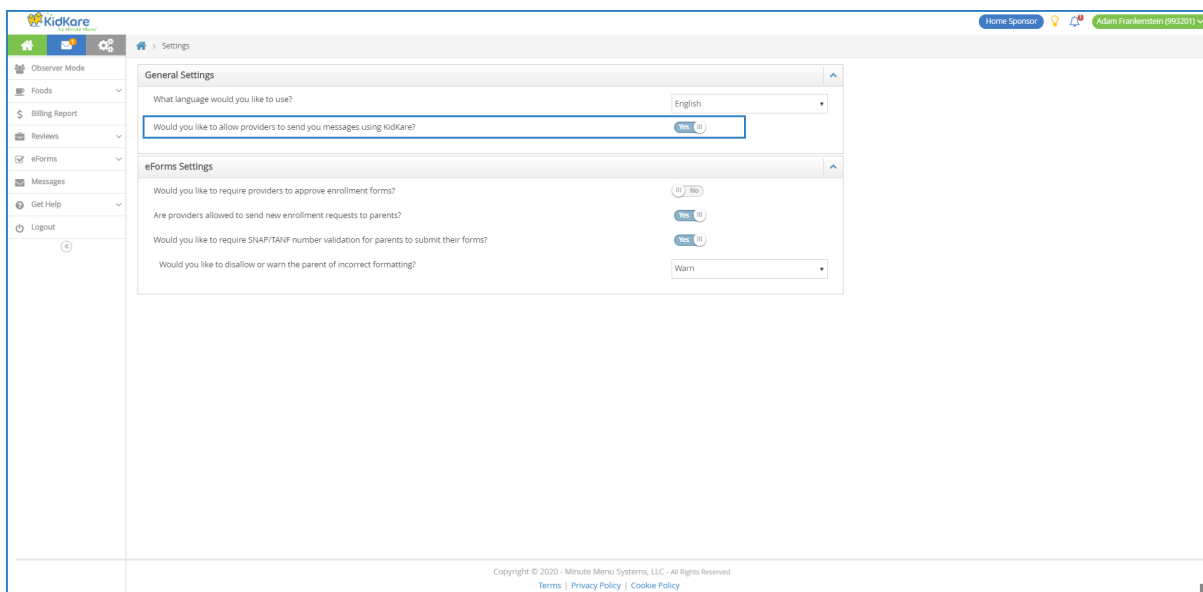 KidKare
by Minute Menu
Home Sponsor
Adam Frankenstein (993201)
Settings
Observer Mode
Foods
Billing Report
Reviews
eForms
Messages
Get Help
Logout
General Settings
What language would you like to use?
English
Would you like to allow providers to send you messages using KidKare?
Yes
eForms Settings
Would you like to require providers to approve enrollment forms?
No
Are providers allowed to send new enrollment requests to parents?
Yes
Would you like to require SNAP/TANF number validation for parents to submit their forms?
Yes
Would you like to disallow or warn the parent of incorrect formatting?
Warn
Copyright © 2020 - Minute Menu Systems, LLC - All Rights Reserved
Terms | Privacy Policy | Cookie Policy